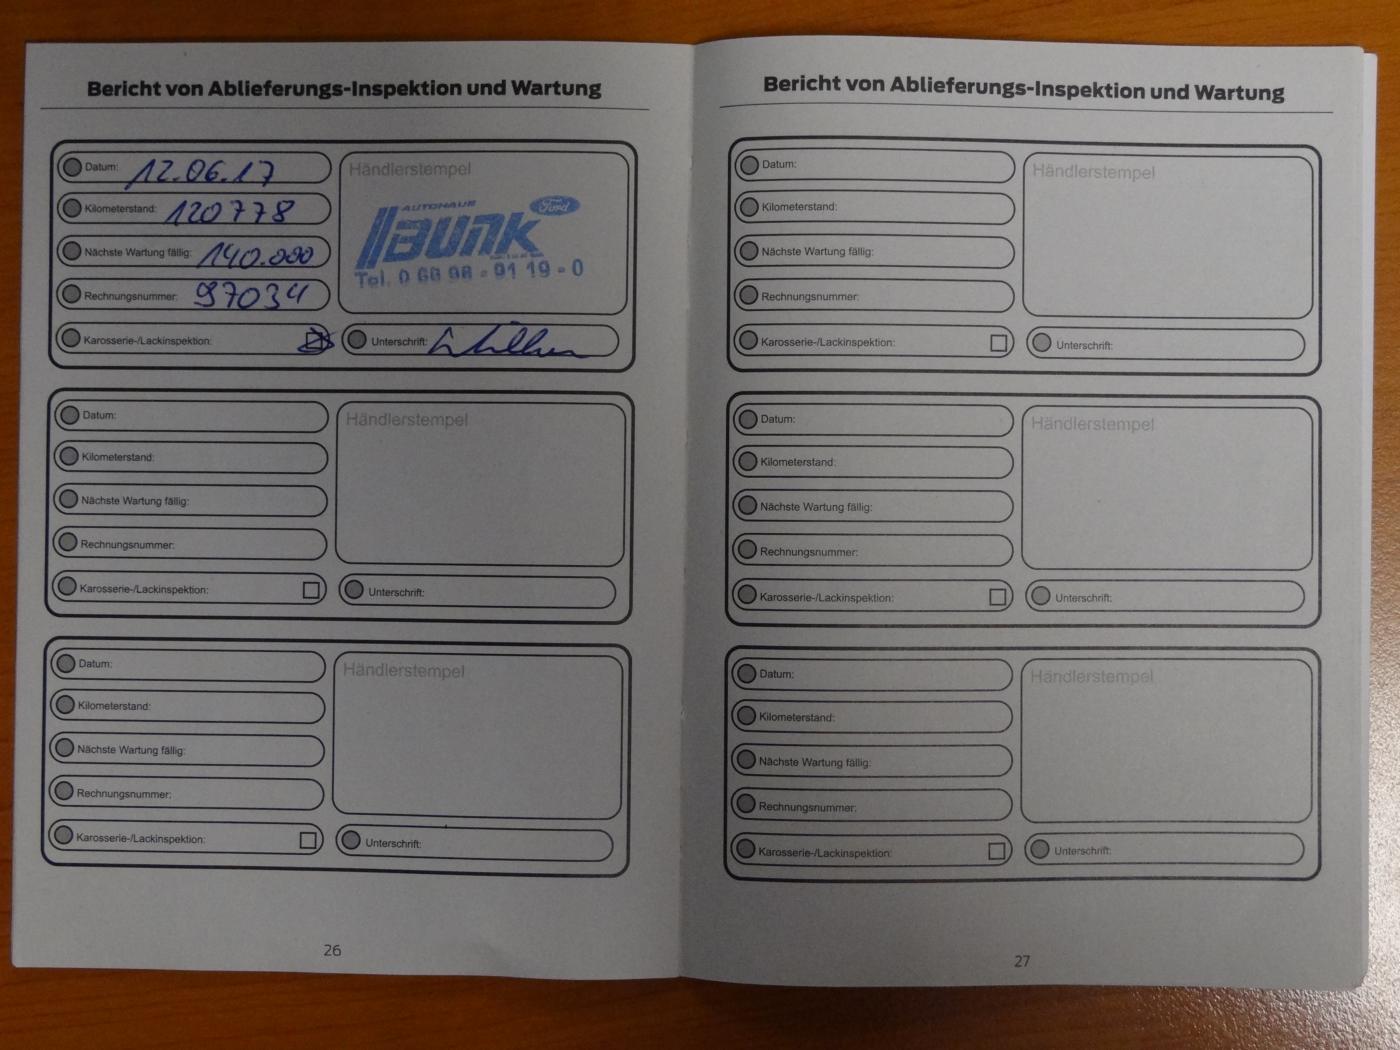 Bericht von Ablieferungs-Inspektion und Wartung
Datum: 12.06.17
Kilometerstand: 120778
Nächste Wartung fällig: 140.000
Rechnungsnummer: 97034
Karosserie-/Lackinspektion:
Händlerstempel
AUTOHAUS
Ford
BUNK
Tel. 0 66 98 - 91 19 - 0
Unterschrift:
Datum:
Kilometerstand:
Nächste Wartung fällig:
Rechnungsnummer:
Karosserie-/Lackinspektion:
Händlerstempel
Unterschrift:
Datum:
Kilometerstand:
Nächste Wartung fällig:
Rechnungsnummer:
Karosserie-/Lackinspektion:
Händlerstempel
Unterschrift:
26
Bericht von Ablieferungs-Inspektion und Wartung
Datum:
Kilometerstand:
Nächste Wartung fällig:
Rechnungsnummer:
Karosserie-/Lackinspektion:
Händlerstempel
Unterschrift:
Datum:
Kilometerstand:
Nächste Wartung fällig:
Rechnungsnummer:
Karosserie-/Lackinspektion:
Händlerstempel
Unterschrift:
Datum:
Kilometerstand:
Nächste Wartung fällig:
Rechnungsnummer:
Karosserie-/Lackinspektion:
Händlerstempel
Unterschrift:
27